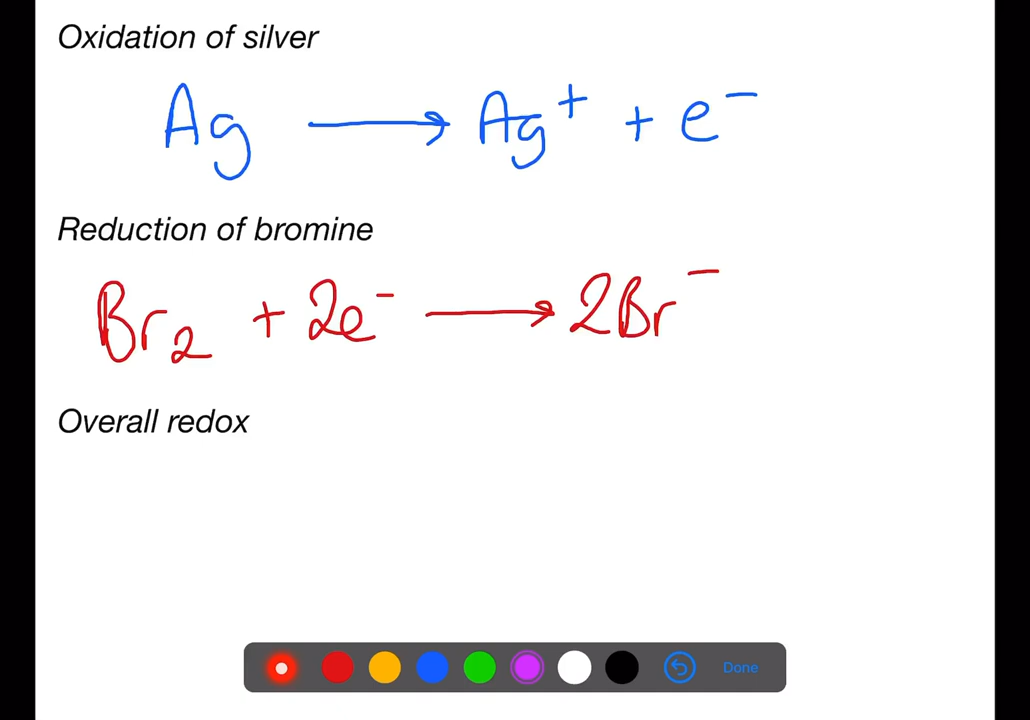 Oxidation of silver
Ag ⟶ Ag⁺ + e⁻
Reduction of bromine
Br₂ + 2e⁻ ⟶ 2Br⁻
Overall redox
Done